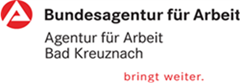 Bundesagentur für Arbeit
Agentur für Arbeit
Bad Kreuznach
bringt weiter.